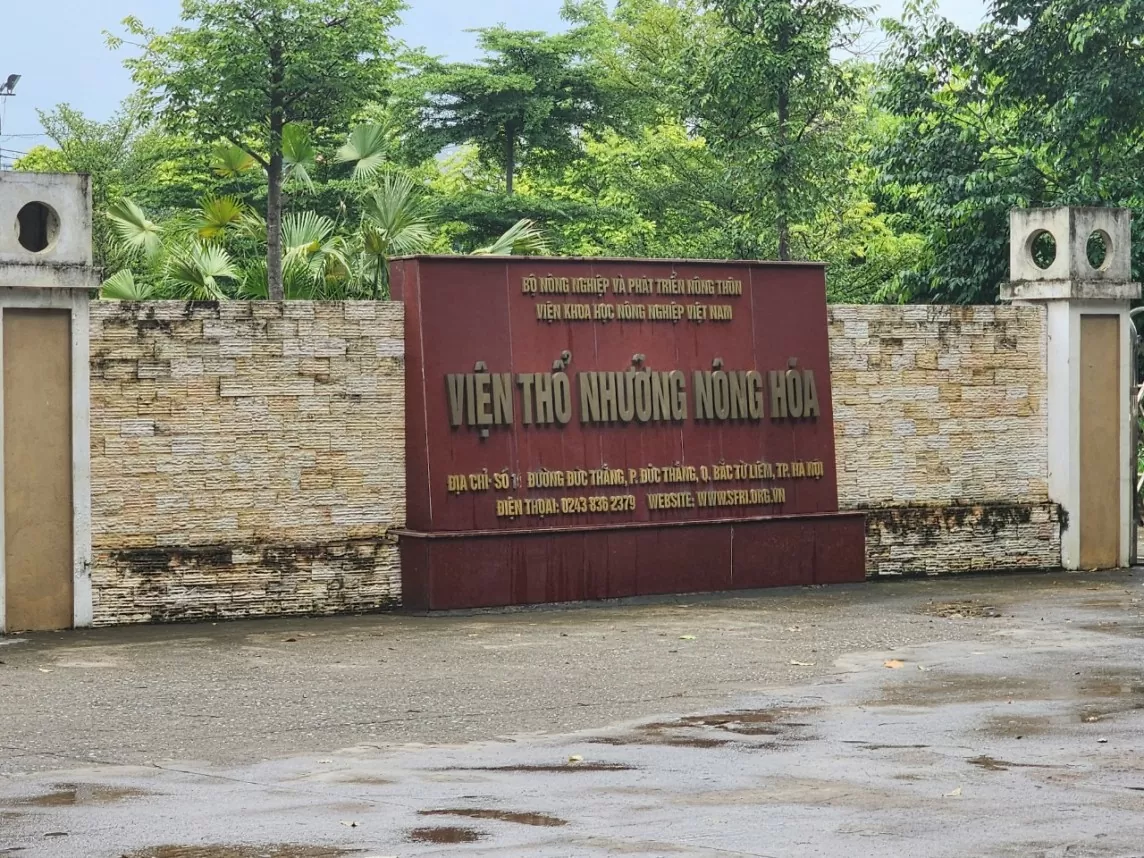 BỘ NÔNG NGHIỆP VÀ PHÁT TRIỂN NÔNG THÔN
VIỆN KHOA HỌC NÔNG NGHIỆP VIỆT NAM
VIỆN THỔ NHƯỠNG NÔNG HÓA
ĐỊA CHỈ: SỐ 1 ĐƯỜNG ĐỨC THẮNG, P. ĐỨC THẮNG, Q. BẮC TỪ LIÊM, TP. HÀ NỘI
ĐIỆN THOẠI: 0243 836 2379 WEBSITE: WWW.SFRI.ORG.VN